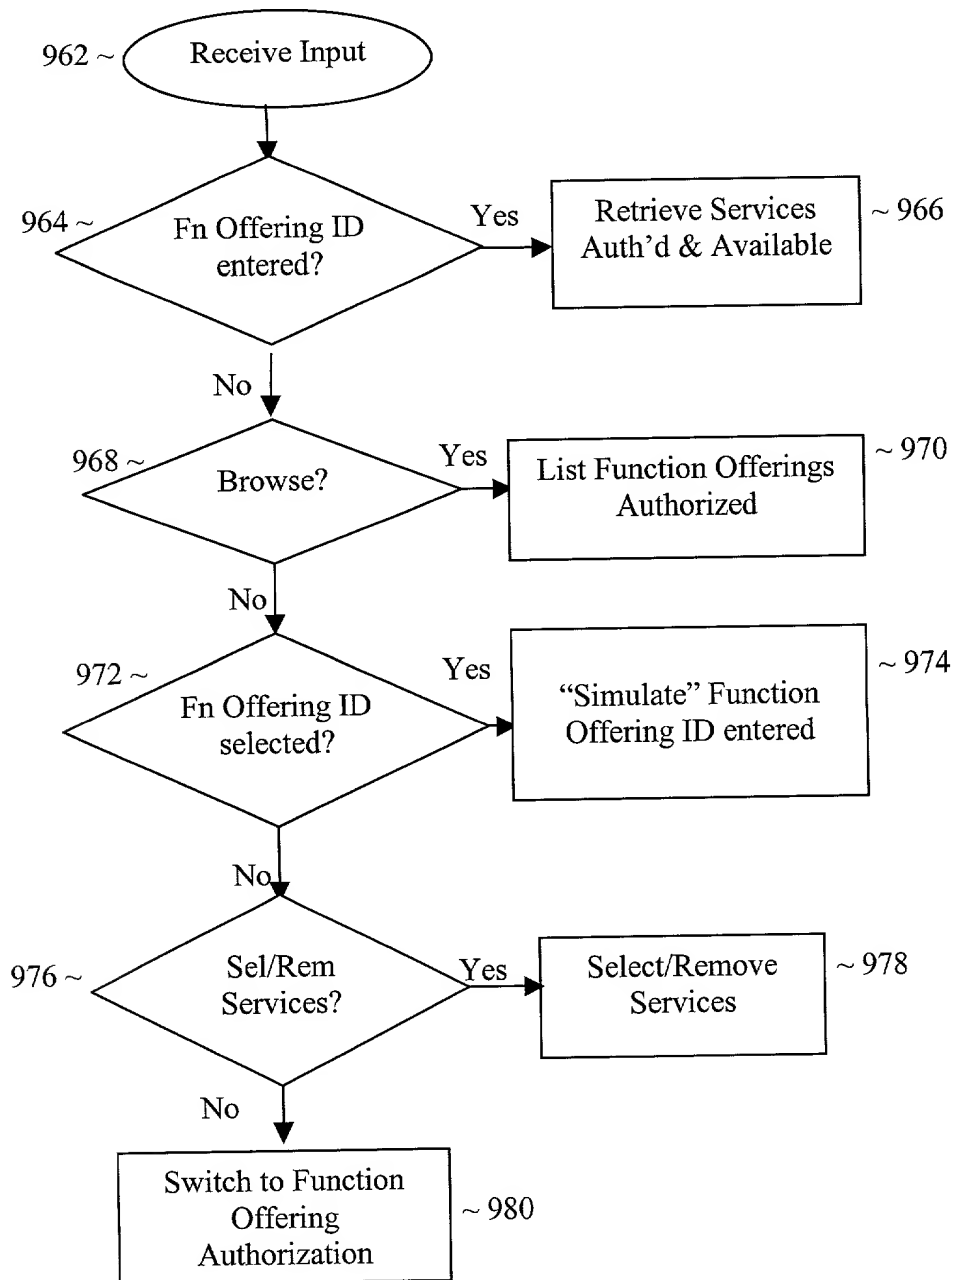 962 ~
Receive Input
964 ~
Fn Offering ID
entered?
Yes
Retrieve Services
Auth'd & Available
~ 966
No
968 ~
Browse?
Yes
List Function Offerings
Authorized
~ 970
No
972 ~
Fn Offering ID
selected?
Yes
“Simulate” Function
Offering ID entered
~ 974
No
976 ~
Sel/Rem
Services?
Yes
Select/Remove
Services
~ 978
No
Switch to Function
Offering
Authorization
~ 980